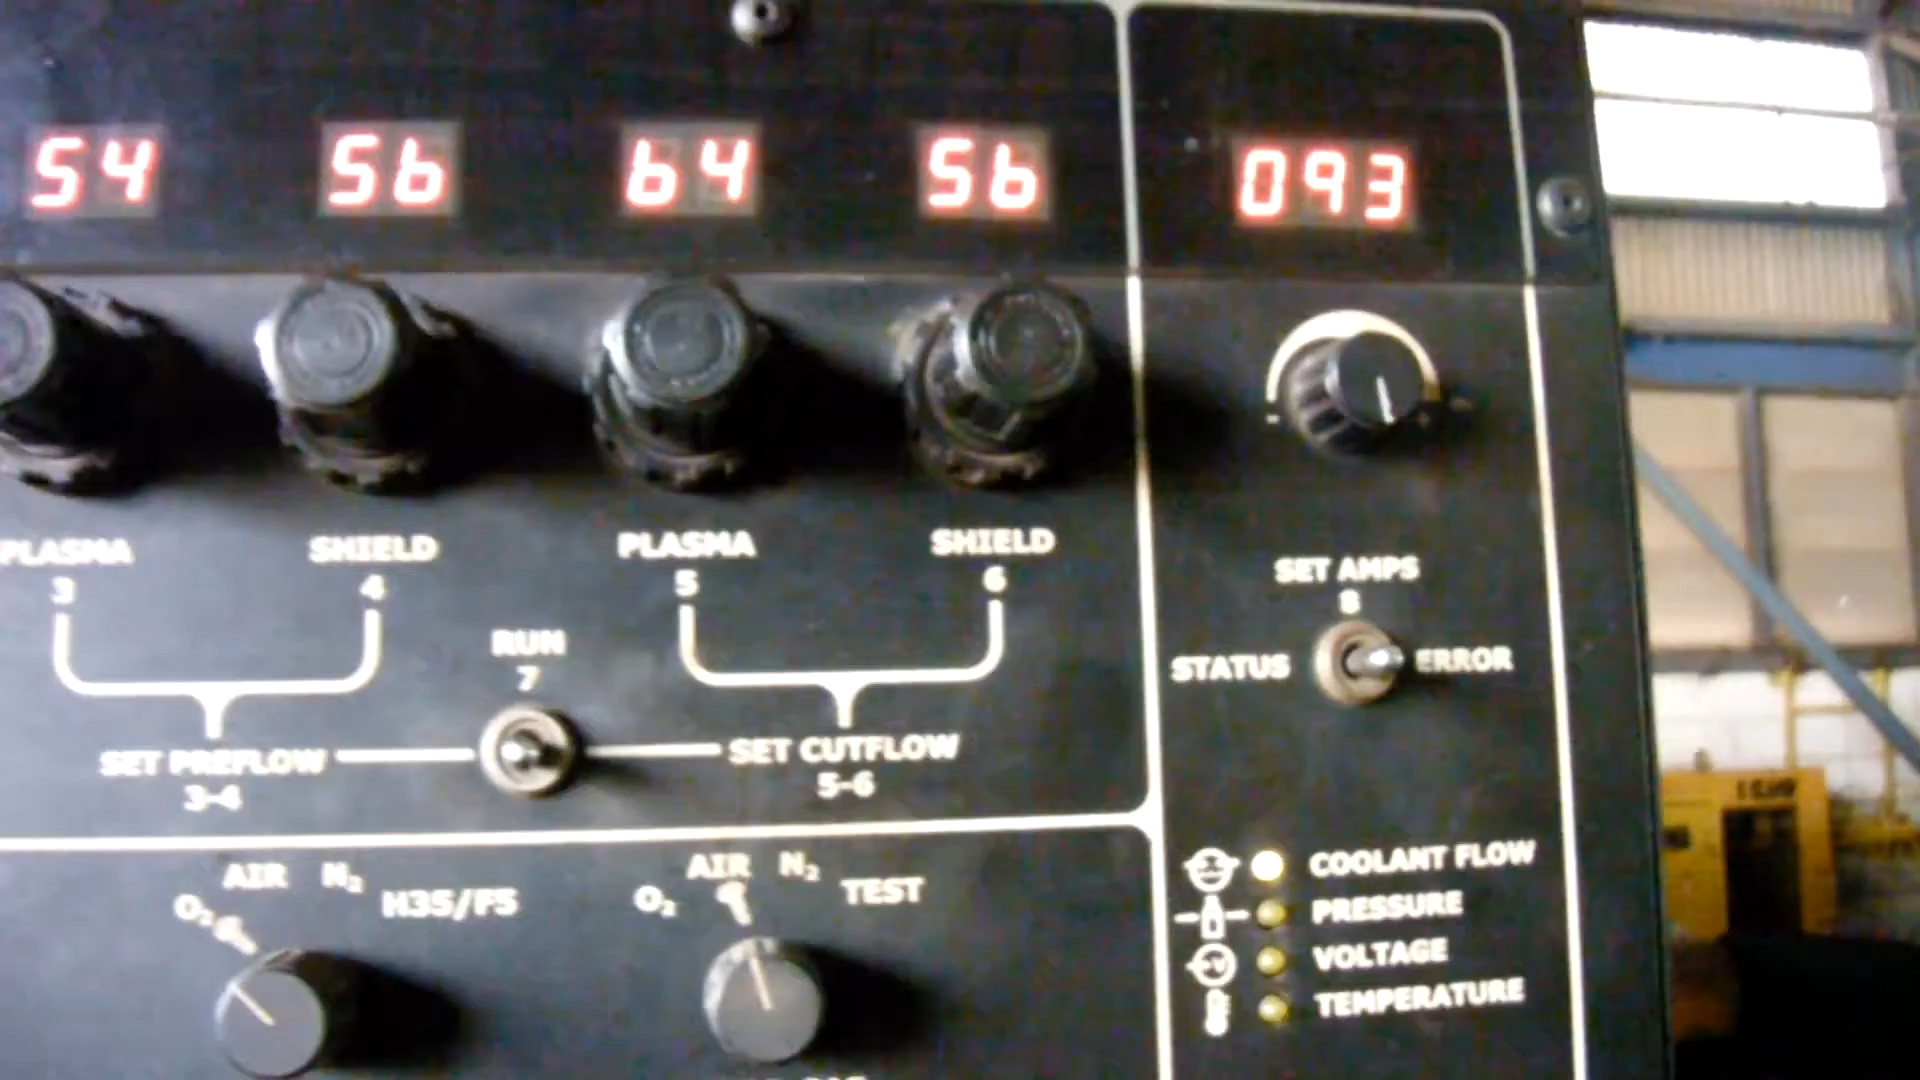 54 56 64 56 093
PLASMA SHIELD PLASMA SHIELD
3 4 5 6
SET AMPS
8
RUN
7
STATUS ERROR
SET PREFLOW SET CUTFLOW
3-4 5-6
AIR N₂ AIR N₂
O₂ H35/F5 O₂ TEST
COOLANT FLOW
PRESSURE
VOLTAGE
TEMPERATURE